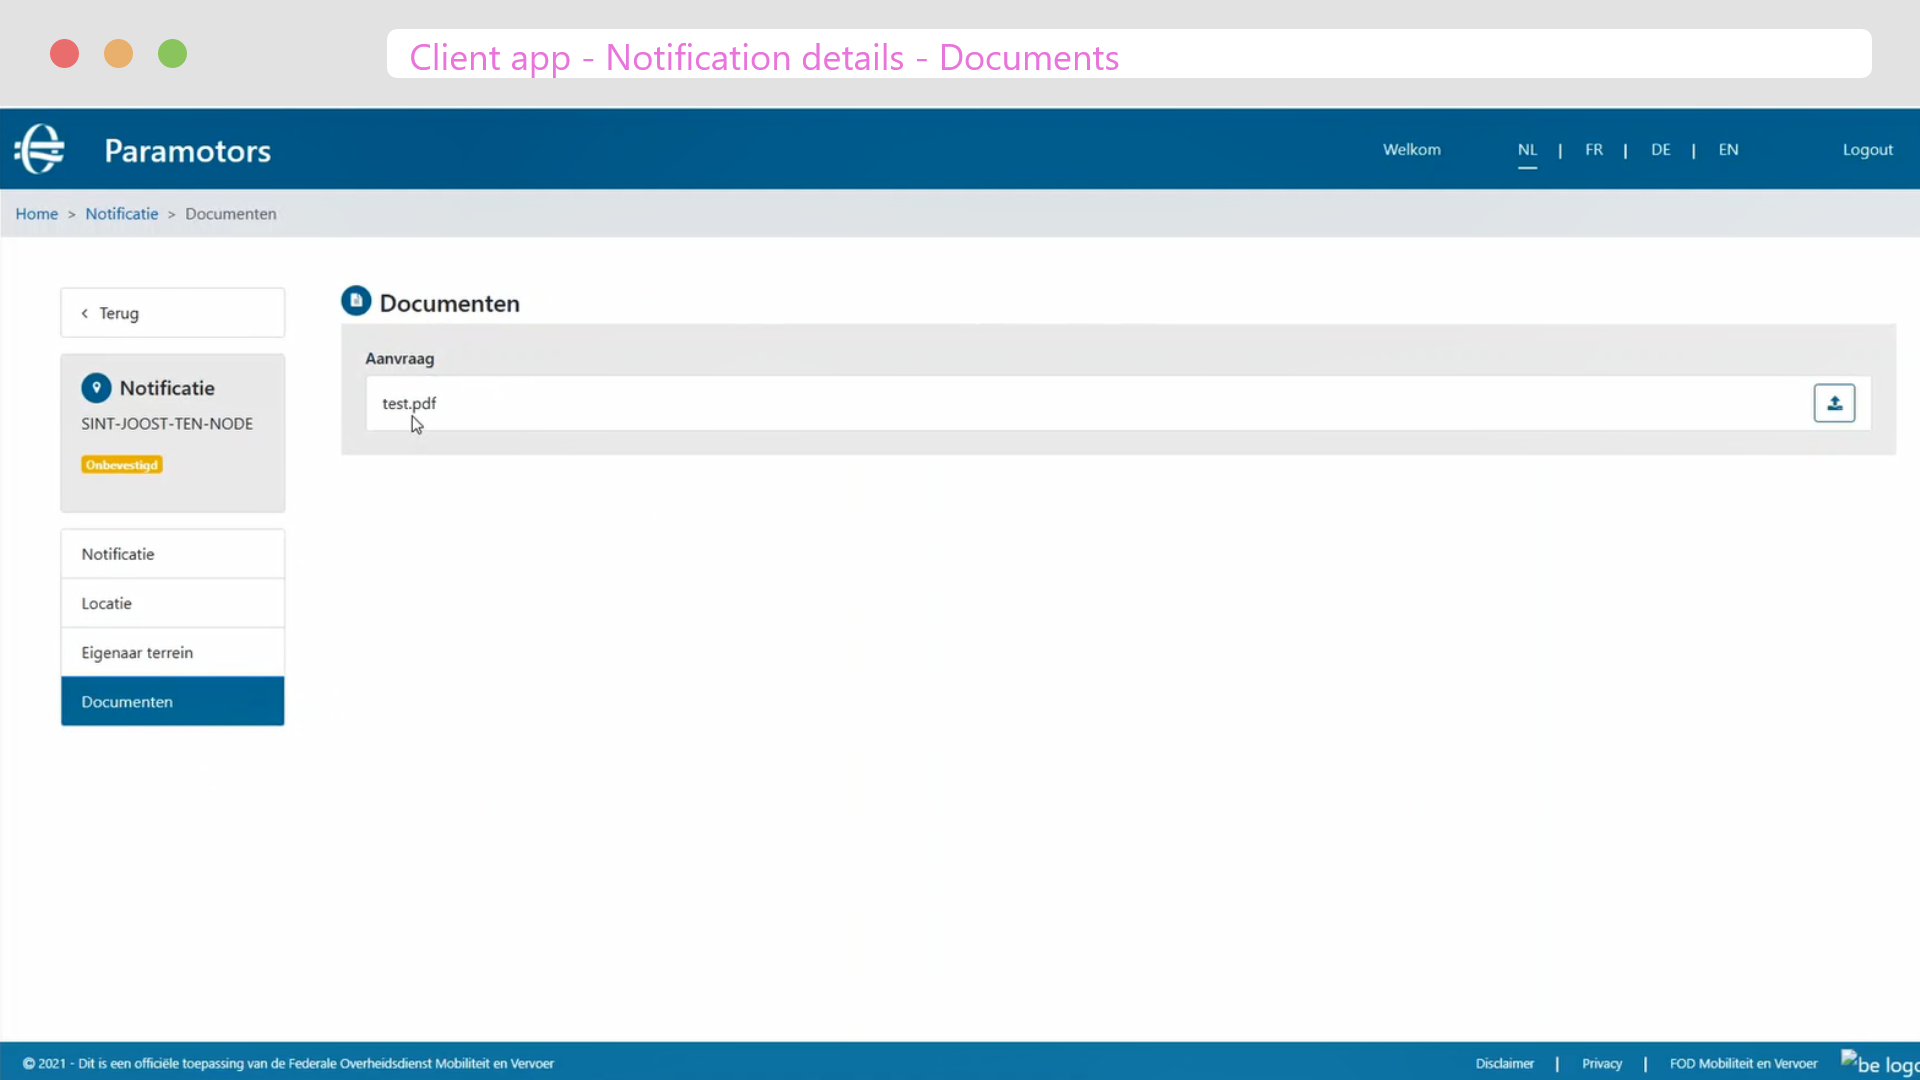 Client app - Notification details - Documents
Paramotors
Welkom
NL | FR | DE | EN
Logout
Home > Notificatie > Documenten
< Terug
Notificatie
SINT-JOOST-TEN-NODE
Onbevestigd
Notificatie
Locatie
Eigenaar terrein
Documenten
Documenten
Aanvraag
test.pdf
© 2021 - Dit is een officiële toepassing van de Federale Overheidsdienst Mobiliteit en Vervoer
Disclaimer | Privacy | FOD Mobiliteit en Vervoer
be logo